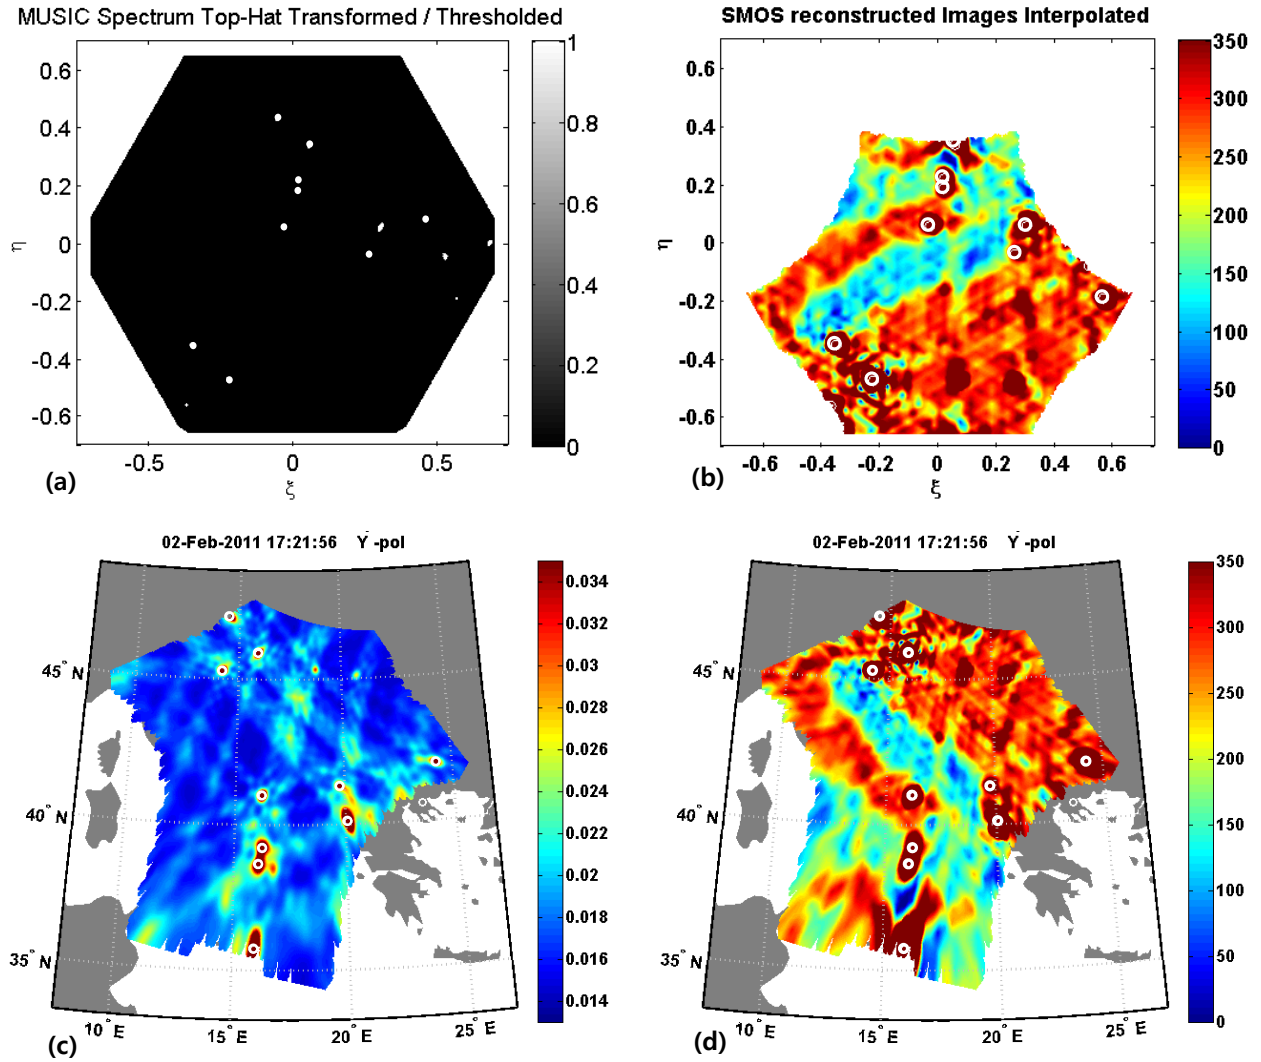 MUSIC Spectrum Top-Hat Transformed / Thresholded
0.6
0.4
0.2
0
-0.2
-0.4
-0.6
η
-0.5
0
0.5
ξ
1
0.8
0.6
0.4
0.2
0
(a)
SMOS reconstructed Images Interpolated
0.6
0.4
0.2
0
-0.2
-0.4
-0.6
η
-0.6
-0.4
-0.2
0
0.2
0.4
0.6
ξ
350
300
250
200
150
100
50
0
(b)
02-Feb-2011 17:21:56 Y -pol
45° N
40° N
35° N
10° E
15° E
20° E
25° E
0.034
0.032
0.03
0.028
0.026
0.024
0.022
0.02
0.018
0.016
0.014
(c)
02-Feb-2011 17:21:56 Y -pol
45° N
40° N
35° N
10° E
15° E
20° E
25° E
350
300
250
200
150
100
50
0
(d)